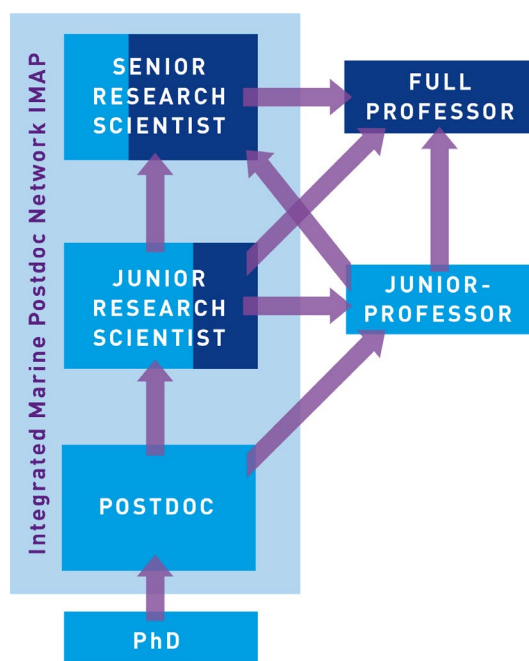 Integrated Marine Postdoc Network IMAP
SENIOR
RESEARCH
SCIENTIST
FULL
PROFESSOR
JUNIOR
RESEARCH
SCIENTIST
JUNIOR-
PROFESSOR
POSTDOC
PhD